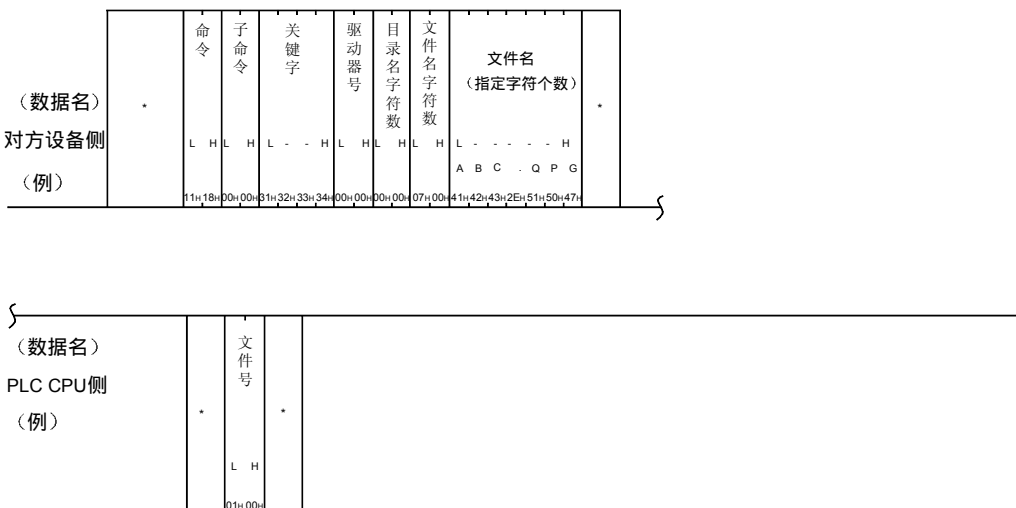 命令 子命令 关键字 驱动器号 目录名字符数 文件名字符数 文件名
（指定字符个数）
（数据名） * *
对方设备侧 L H L H L - - H L H L H L H L - - - - - H
A B C . Q P G
（例）
11H 18H 00H 00H 31H 32H 33H 34H 00H 00H 00H 00H 07H 00H 41H 42H 43H 2EH 51H 50H 47H
（数据名） 文件号
PLC CPU侧
（例） * *
L H
01H 00H